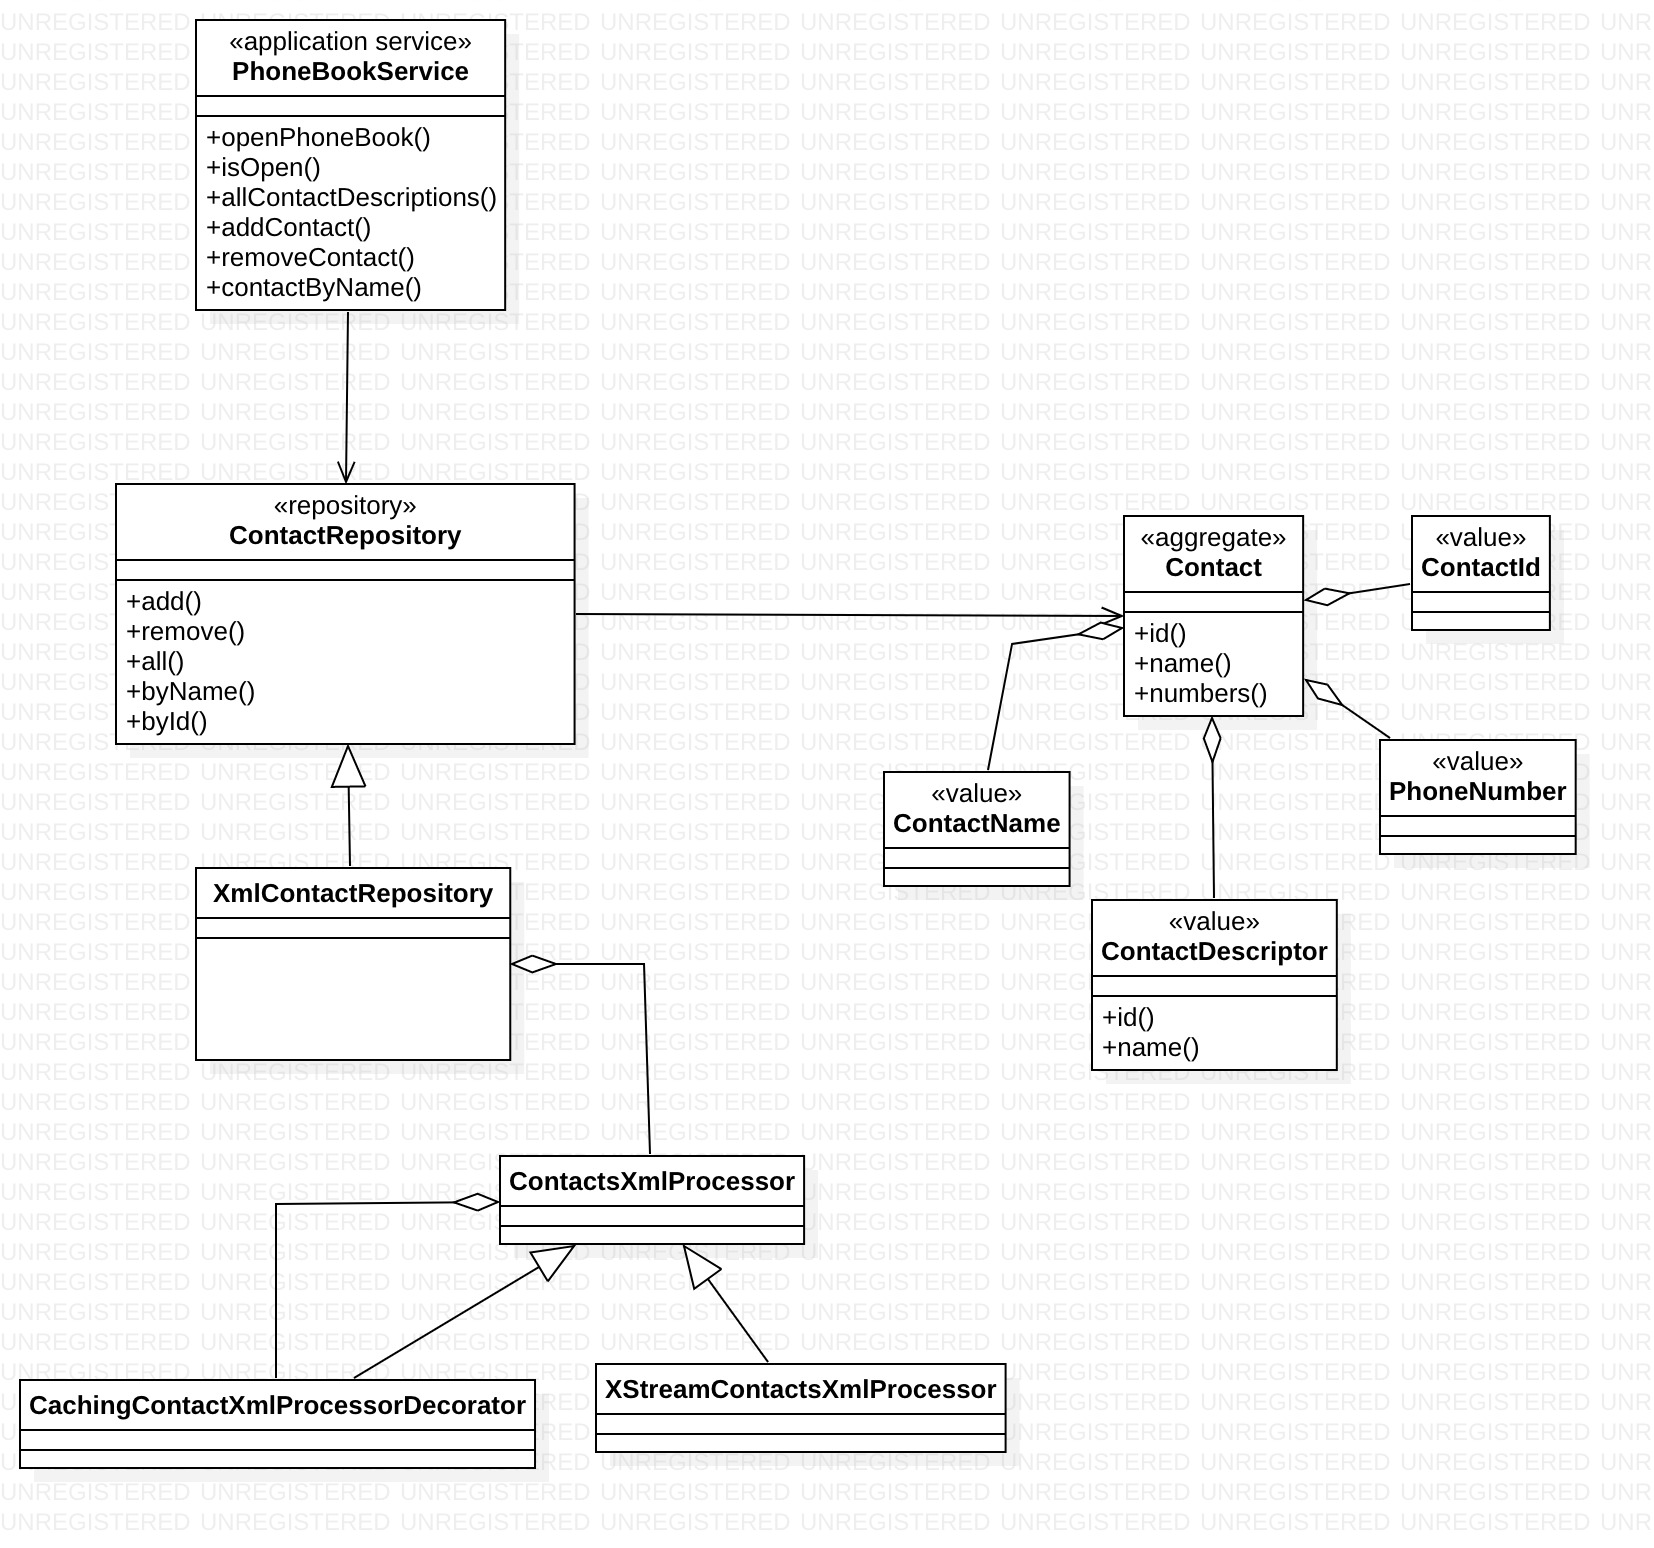 «application service»
PhoneBookService
+openPhoneBook()
+isOpen()
+allContactDescriptions()
+addContact()
+removeContact()
+contactByName()
«repository»
ContactRepository
+add()
+remove()
+all()
+byName()
+byId()
«aggregate»
Contact
+id()
+name()
+numbers()
«value»
ContactId
«value»
PhoneNumber
«value»
ContactName
«value»
ContactDescriptor
+id()
+name()
XmlContactRepository
ContactsXmlProcessor
CachingContactXmlProcessorDecorator
XStreamContactsXmlProcessor
UNREGISTERED UNREGISTERED UNREGISTERED UNREGISTERED UNREGISTERED UNREGISTERED UNREGISTERED UNREGISTERED UNR